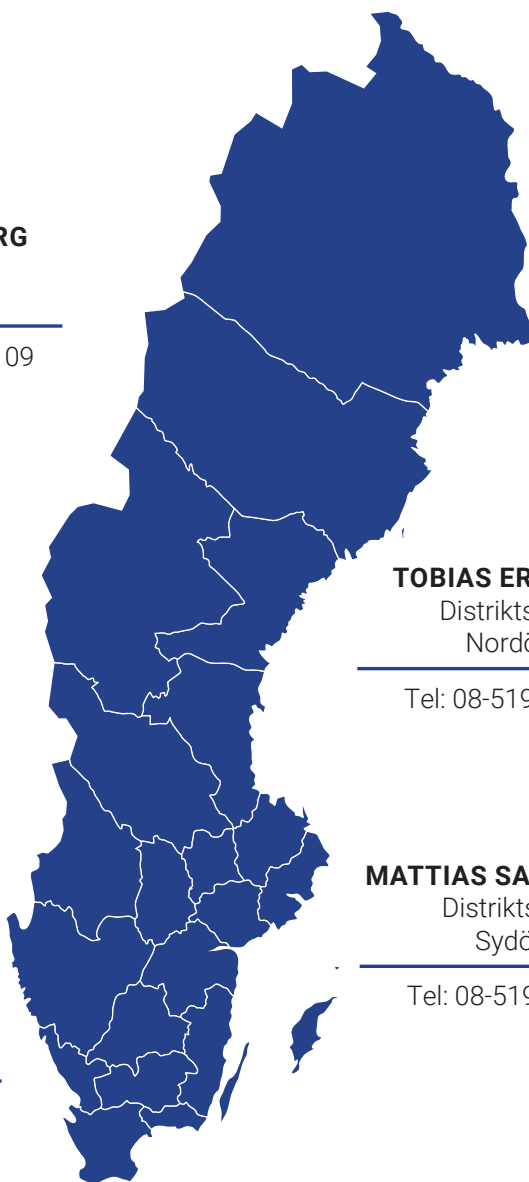 RG
09
TOBIAS ER
Distrikts
Nordö
Tel: 08-519
MATTIAS SA
Distrikts
Sydö
Tel: 08-519